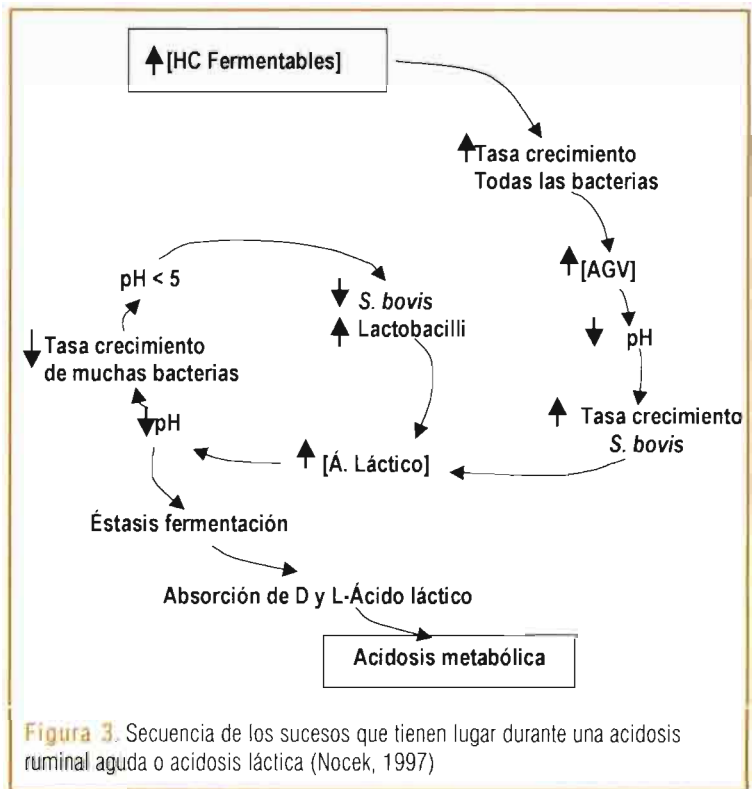 [HC Fermentables]
Tasa crecimiento
Todas las bacterias
[AGV]
pH
Tasa crecimiento
S. bovis
[Á. Láctico]
pH
Tasa crecimiento
de muchas bacterias
pH < 5
S. bovis
Lactobacilli
Éstasis fermentación
Absorción de D y L-Ácido láctico
Acidosis metabólica
Figura 3. Secuencia de los sucesos que tienen lugar durante una acidosis
ruminal aguda o acidosis láctica (Nocek, 1997)